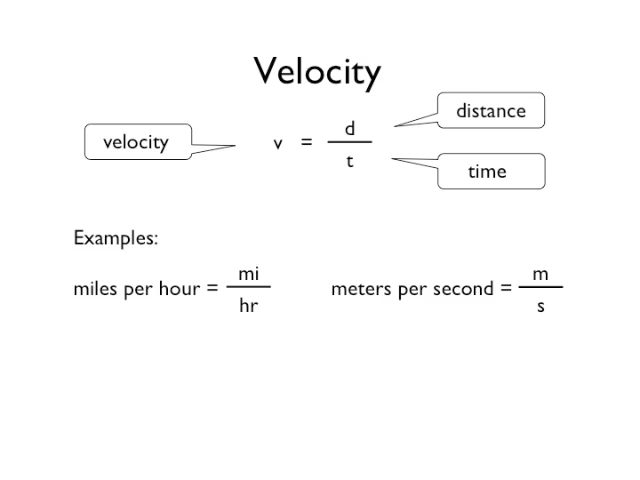 Velocity
distance
velocity
v = d
t
time
Examples:
miles per hour = mi
hr
meters per second = m
s